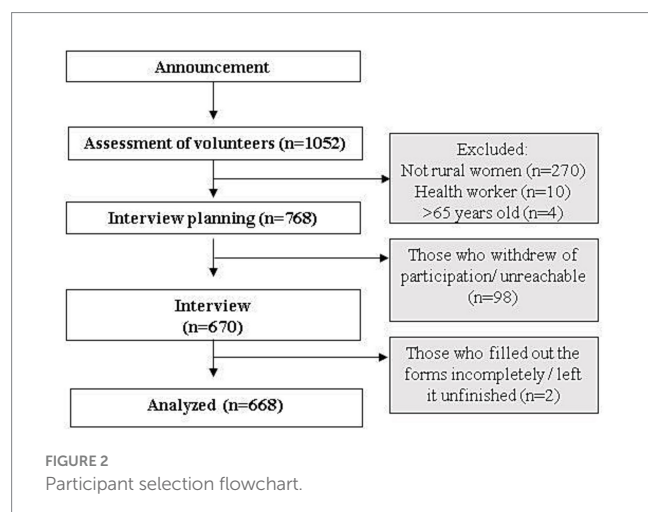 Announcement
Assessment of volunteers (n=1052)
Excluded:
Not rural women (n=270)
Health worker (n=10)
>65 years old (n=4)
Interview planning (n=768)
Those who withdrew of
participation/ unreachable
(n=98)
Interview
(n=670)
Those who filled out the
forms incompletely / left
it unfinished (n=2)
Analyzed (n=668)
FIGURE 2
Participant selection flowchart.